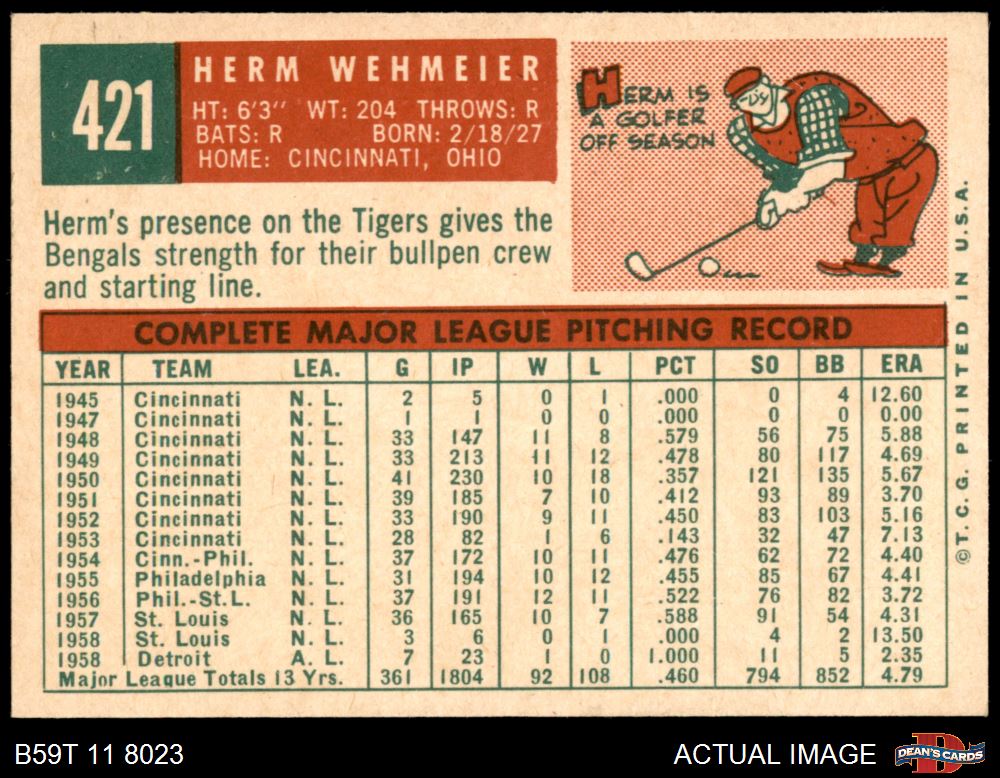 421
HERM WEHMEIER
HT: 6'3" WT: 204 THROWS: R
BATS: R BORN: 2/18/27
HOME: CINCINNATI, OHIO
HERM IS
A GOLFER
OFF SEASON
Herm's presence on the Tigers gives the
Bengals strength for their bullpen crew
and starting line.
COMPLETE MAJOR LEAGUE PITCHING RECORD
YEAR TEAM LEA. G IP W L PCT SO BB ERA
1945 Cincinnati N. L. 2 5 0 1 .000 0 4 12.60
1947 Cincinnati N. L. 1 1 0 0 .000 0 0 0.00
1948 Cincinnati N. L. 33 147 11 8 .579 56 75 5.88
1949 Cincinnati N. L. 33 213 11 12 .478 80 117 4.69
1950 Cincinnati N. L. 41 230 10 18 .357 121 135 5.67
1951 Cincinnati N. L. 39 185 7 10 .412 93 89 3.70
1952 Cincinnati N. L. 33 190 9 11 .450 83 103 5.16
1953 Cincinnati N. L. 28 82 1 6 .143 32 47 7.13
1954 Cinn.-Phil. N. L. 37 172 10 11 .476 62 72 4.40
1955 Philadelphia N. L. 31 194 10 12 .455 85 67 4.41
1956 Phil.-St.L. N. L. 37 191 12 11 .522 76 82 3.72
1957 St. Louis N. L. 36 165 10 7 .588 91 54 4.31
1958 St. Louis N. L. 3 6 0 1 .000 4 2 13.50
1958 Detroit A. L. 7 23 1 0 1.000 11 5 2.35
Major League Totals 13 Yrs. 361 1804 92 108 .460 794 852 4.79
©T.C.G. PRINTED IN U.S.A.
B59T 11 8023
ACTUAL IMAGE
D
DEAN'S CARDS